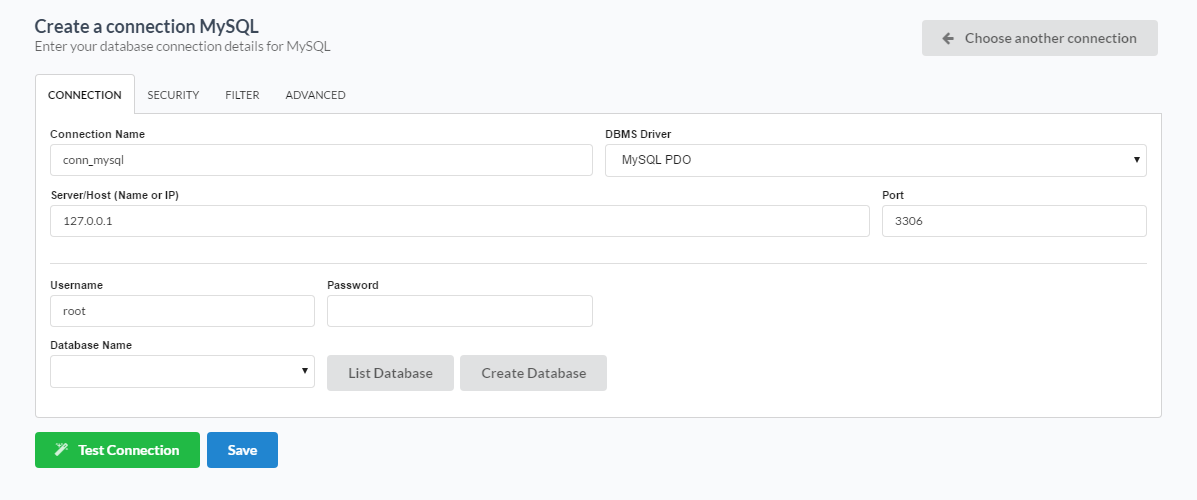 Create a connection MySQL
Enter your database connection details for MySQL
Choose another connection
CONNECTION SECURITY FILTER ADVANCED
Connection Name DBMS Driver
conn_mysql MySQL PDO
Server/Host (Name or IP) Port
127.0.0.1 3306
Username Password
root
Database Name
List Database Create Database
Test Connection Save